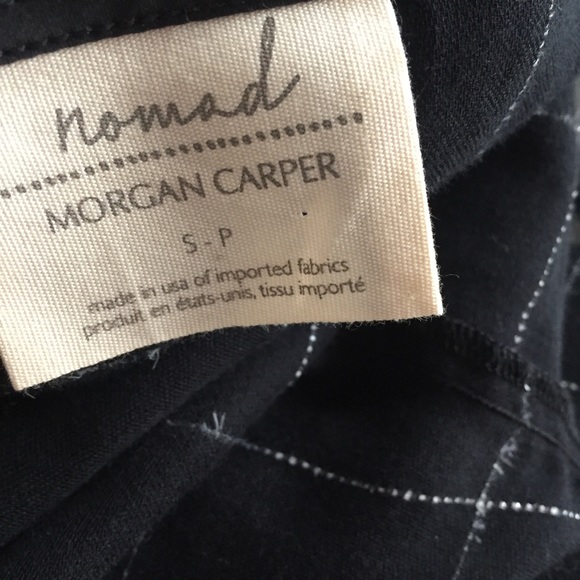 nomad
MORGAN CARPER
S - P
made in usa of imported fabrics
produit en états-unis, tissu importé